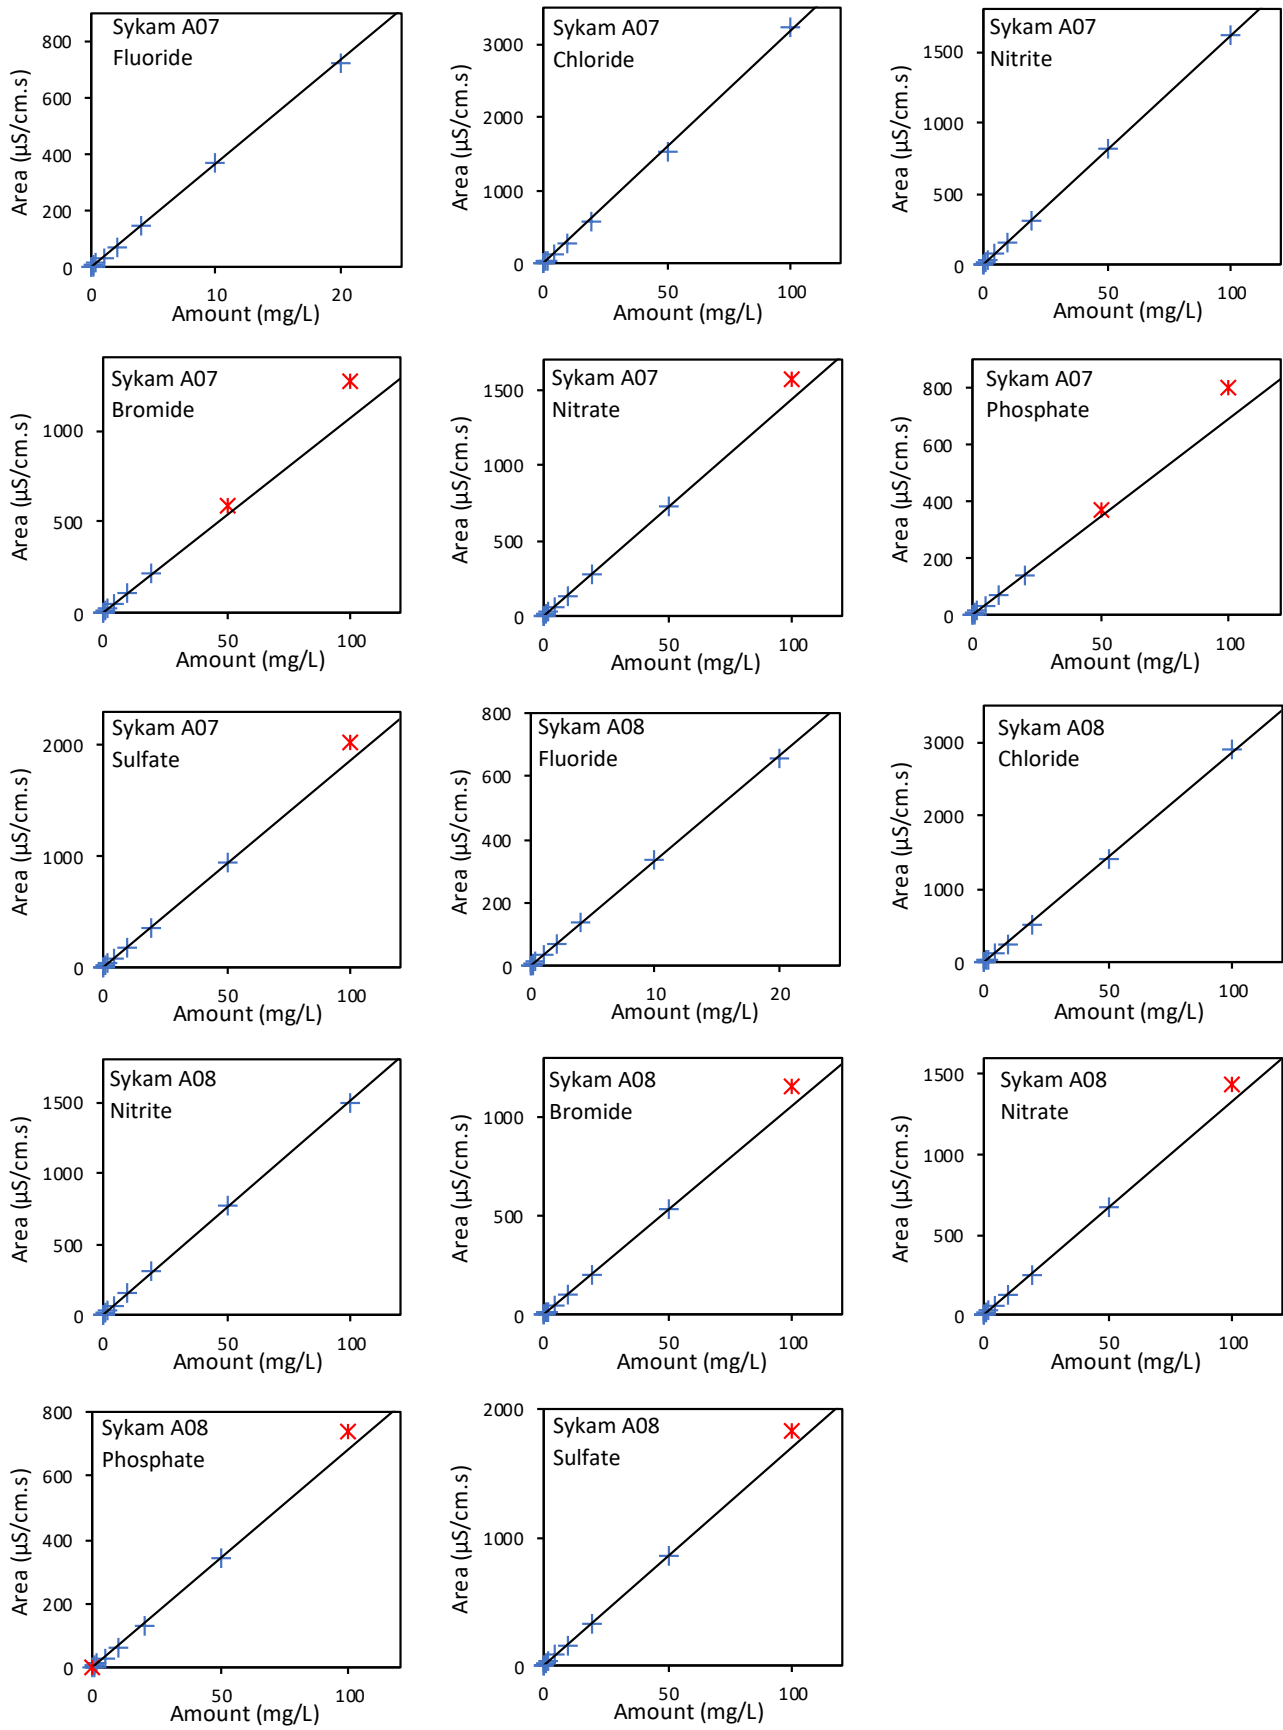 Sykam A07
Fluoride
Area (µS/cm.s)
800
600
400
200
0
0 10 20
Amount (mg/L)
Sykam A07
Chloride
Area (µS/cm.s)
3000
2000
1000
0
0 50 100
Amount (mg/L)
Sykam A07
Nitrite
Area (µS/cm.s)
1500
1000
500
0
0 50 100
Amount (mg/L)
Sykam A07
Bromide
Area (µS/cm.s)
1000
500
0
0 50 100
Amount (mg/L)
Sykam A07
Nitrate
Area (µS/cm.s)
1500
1000
500
0
0 50 100
Amount (mg/L)
Sykam A07
Phosphate
Area (µS/cm.s)
800
600
400
200
0
0 50 100
Amount (mg/L)
Sykam A07
Sulfate
Area (µS/cm.s)
2000
1000
0
0 50 100
Amount (mg/L)
Sykam A08
Fluoride
Area (µS/cm.s)
800
600
400
200
0
0 10 20
Amount (mg/L)
Sykam A08
Chloride
Area (µS/cm.s)
3000
2000
1000
0
0 50 100
Amount (mg/L)
Sykam A08
Nitrite
Area (µS/cm.s)
1500
1000
500
0
0 50 100
Amount (mg/L)
Sykam A08
Bromide
Area (µS/cm.s)
1000
500
0
0 50 100
Amount (mg/L)
Sykam A08
Nitrate
Area (µS/cm.s)
1500
1000
500
0
0 50 100
Amount (mg/L)
Sykam A08
Phosphate
Area (µS/cm.s)
800
600
400
200
0
0 50 100
Amount (mg/L)
Sykam A08
Sulfate
Area (µS/cm.s)
2000
1000
0
0 50 100
Amount (mg/L)